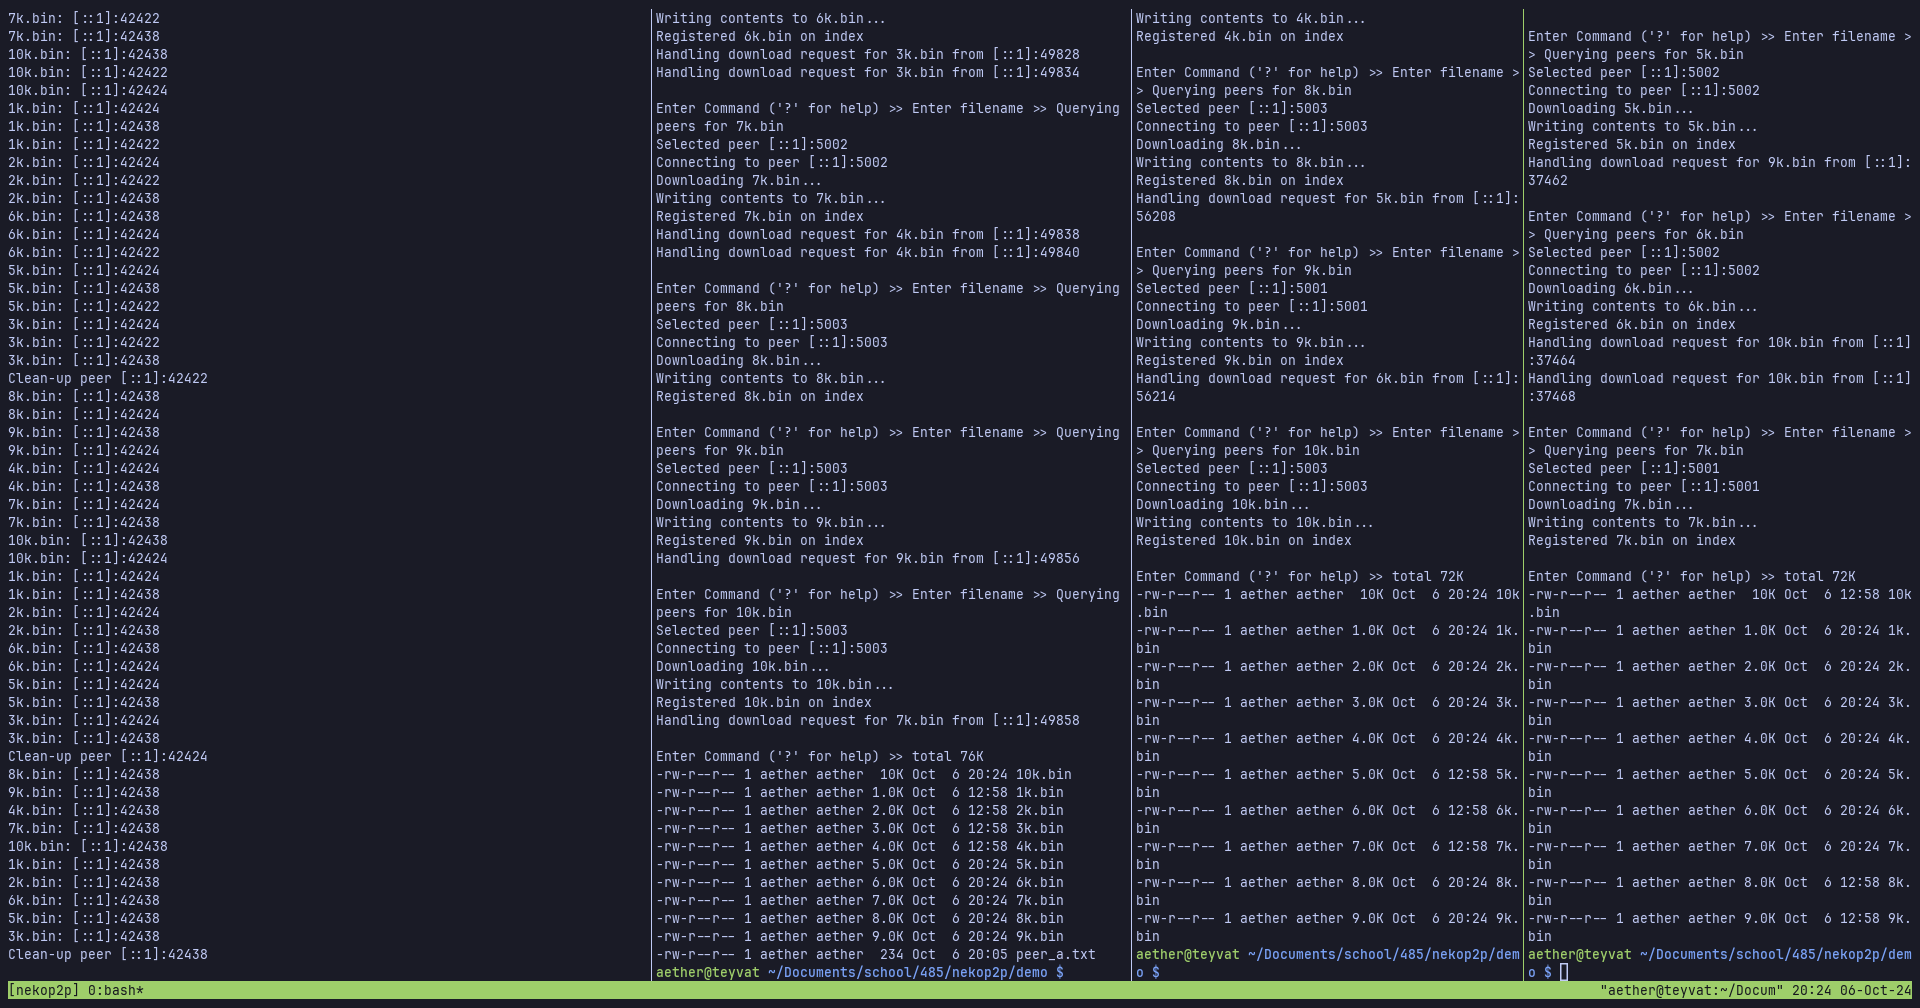 7k.bin: [::1]:42422
7k.bin: [::1]:42438
10k.bin: [::1]:42438
10k.bin: [::1]:42422
10k.bin: [::1]:42424
1k.bin: [::1]:42424
1k.bin: [::1]:42438
1k.bin: [::1]:42422
2k.bin: [::1]:42424
2k.bin: [::1]:42422
2k.bin: [::1]:42438
6k.bin: [::1]:42438
6k.bin: [::1]:42424
6k.bin: [::1]:42422
5k.bin: [::1]:42424
5k.bin: [::1]:42438
5k.bin: [::1]:42422
3k.bin: [::1]:42424
3k.bin: [::1]:42422
3k.bin: [::1]:42438
Clean-up peer [::1]:42422
8k.bin: [::1]:42438
8k.bin: [::1]:42424
9k.bin: [::1]:42438
9k.bin: [::1]:42424
4k.bin: [::1]:42424
4k.bin: [::1]:42438
7k.bin: [::1]:42424
7k.bin: [::1]:42438
10k.bin: [::1]:42438
10k.bin: [::1]:42424
1k.bin: [::1]:42424
1k.bin: [::1]:42438
2k.bin: [::1]:42424
2k.bin: [::1]:42438
6k.bin: [::1]:42438
6k.bin: [::1]:42424
5k.bin: [::1]:42424
5k.bin: [::1]:42438
3k.bin: [::1]:42424
3k.bin: [::1]:42438
Clean-up peer [::1]:42424
8k.bin: [::1]:42438
9k.bin: [::1]:42438
4k.bin: [::1]:42438
7k.bin: [::1]:42438
10k.bin: [::1]:42438
1k.bin: [::1]:42438
2k.bin: [::1]:42438
6k.bin: [::1]:42438
5k.bin: [::1]:42438
3k.bin: [::1]:42438
Clean-up peer [::1]:42438
Writing contents to 6k.bin...
Registered 6k.bin on index
Handling download request for 3k.bin from [::1]:49828
Handling download request for 3k.bin from [::1]:49834
Enter Command ('?' for help) >> Enter filename >> Querying
peers for 7k.bin
Selected peer [::1]:5002
Connecting to peer [::1]:5002
Downloading 7k.bin...
Writing contents to 7k.bin...
Registered 7k.bin on index
Handling download request for 4k.bin from [::1]:49838
Handling download request for 4k.bin from [::1]:49840
Enter Command ('?' for help) >> Enter filename >> Querying
peers for 8k.bin
Selected peer [::1]:5003
Connecting to peer [::1]:5003
Downloading 8k.bin...
Writing contents to 8k.bin...
Registered 8k.bin on index
Enter Command ('?' for help) >> Enter filename >> Querying
peers for 9k.bin
Selected peer [::1]:5003
Connecting to peer [::1]:5003
Downloading 9k.bin...
Writing contents to 9k.bin...
Registered 9k.bin on index
Handling download request for 9k.bin from [::1]:49856
Enter Command ('?' for help) >> Enter filename >> Querying
peers for 10k.bin
Selected peer [::1]:5003
Connecting to peer [::1]:5003
Downloading 10k.bin...
Writing contents to 10k.bin...
Registered 10k.bin on index
Handling download request for 7k.bin from [::1]:49858
Enter Command ('?' for help) >> total 76K
-rw-r--r-- 1 aether aether  10K Oct  6 20:24 10k.bin
-rw-r--r-- 1 aether aether 1.0K Oct  6 12:58 1k.bin
-rw-r--r-- 1 aether aether 2.0K Oct  6 12:58 2k.bin
-rw-r--r-- 1 aether aether 3.0K Oct  6 12:58 3k.bin
-rw-r--r-- 1 aether aether 4.0K Oct  6 12:58 4k.bin
-rw-r--r-- 1 aether aether 5.0K Oct  6 20:24 5k.bin
-rw-r--r-- 1 aether aether 6.0K Oct  6 20:24 6k.bin
-rw-r--r-- 1 aether aether 7.0K Oct  6 20:24 7k.bin
-rw-r--r-- 1 aether aether 8.0K Oct  6 20:24 8k.bin
-rw-r--r-- 1 aether aether 9.0K Oct  6 20:24 9k.bin
-rw-r--r-- 1 aether aether  234 Oct  6 20:05 peer_a.txt
aether@teyvat ~/Documents/school/485/nekop2p/demo $
Writing contents to 4k.bin...
Registered 4k.bin on index
Enter Command ('?' for help) >> Enter filename >
> Querying peers for 8k.bin
Selected peer [::1]:5003
Connecting to peer [::1]:5003
Downloading 8k.bin...
Writing contents to 8k.bin...
Registered 8k.bin on index
Handling download request for 5k.bin from [::1]:
56208
Enter Command ('?' for help) >> Enter filename >
> Querying peers for 9k.bin
Selected peer [::1]:5001
Connecting to peer [::1]:5001
Downloading 9k.bin...
Writing contents to 9k.bin...
Registered 9k.bin on index
Handling download request for 6k.bin from [::1]:
56214
Enter Command ('?' for help) >> Enter filename >
> Querying peers for 10k.bin
Selected peer [::1]:5003
Connecting to peer [::1]:5003
Downloading 10k.bin...
Writing contents to 10k.bin...
Registered 10k.bin on index
Enter Command ('?' for help) >> total 72K
-rw-r--r-- 1 aether aether  10K Oct  6 20:24 10k
.bin
-rw-r--r-- 1 aether aether 1.0K Oct  6 20:24 1k.
bin
-rw-r--r-- 1 aether aether 2.0K Oct  6 20:24 2k.
bin
-rw-r--r-- 1 aether aether 3.0K Oct  6 20:24 3k.
bin
-rw-r--r-- 1 aether aether 4.0K Oct  6 20:24 4k.
bin
-rw-r--r-- 1 aether aether 5.0K Oct  6 12:58 5k.
bin
-rw-r--r-- 1 aether aether 6.0K Oct  6 12:58 6k.
bin
-rw-r--r-- 1 aether aether 7.0K Oct  6 12:58 7k.
bin
-rw-r--r-- 1 aether aether 8.0K Oct  6 20:24 8k.
bin
-rw-r--r-- 1 aether aether 9.0K Oct  6 20:24 9k.
bin
aether@teyvat ~/Documents/school/485/nekop2p/dem
o $
Enter Command ('?' for help) >> Enter filename >
> Querying peers for 5k.bin
Selected peer [::1]:5002
Connecting to peer [::1]:5002
Downloading 5k.bin...
Writing contents to 5k.bin...
Registered 5k.bin on index
Handling download request for 9k.bin from [::1]:
37462
Enter Command ('?' for help) >> Enter filename >
> Querying peers for 6k.bin
Selected peer [::1]:5002
Connecting to peer [::1]:5002
Downloading 6k.bin...
Writing contents to 6k.bin...
Registered 6k.bin on index
Handling download request for 10k.bin from [::1]
:37464
Handling download request for 10k.bin from [::1]
:37468
Enter Command ('?' for help) >> Enter filename >
> Querying peers for 7k.bin
Selected peer [::1]:5001
Connecting to peer [::1]:5001
Downloading 7k.bin...
Writing contents to 7k.bin...
Registered 7k.bin on index
Enter Command ('?' for help) >> total 72K
-rw-r--r-- 1 aether aether  10K Oct  6 12:58 10k
.bin
-rw-r--r-- 1 aether aether 1.0K Oct  6 20:24 1k.
bin
-rw-r--r-- 1 aether aether 2.0K Oct  6 20:24 2k.
bin
-rw-r--r-- 1 aether aether 3.0K Oct  6 20:24 3k.
bin
-rw-r--r-- 1 aether aether 4.0K Oct  6 20:24 4k.
bin
-rw-r--r-- 1 aether aether 5.0K Oct  6 20:24 5k.
bin
-rw-r--r-- 1 aether aether 6.0K Oct  6 20:24 6k.
bin
-rw-r--r-- 1 aether aether 7.0K Oct  6 20:24 7k.
bin
-rw-r--r-- 1 aether aether 8.0K Oct  6 12:58 8k.
bin
-rw-r--r-- 1 aether aether 9.0K Oct  6 12:58 9k.
bin
aether@teyvat ~/Documents/school/485/nekop2p/dem
o $
[nekop2p] 0:bash*
"aether@teyvat:~/Docum" 20:24 06-Oct-24